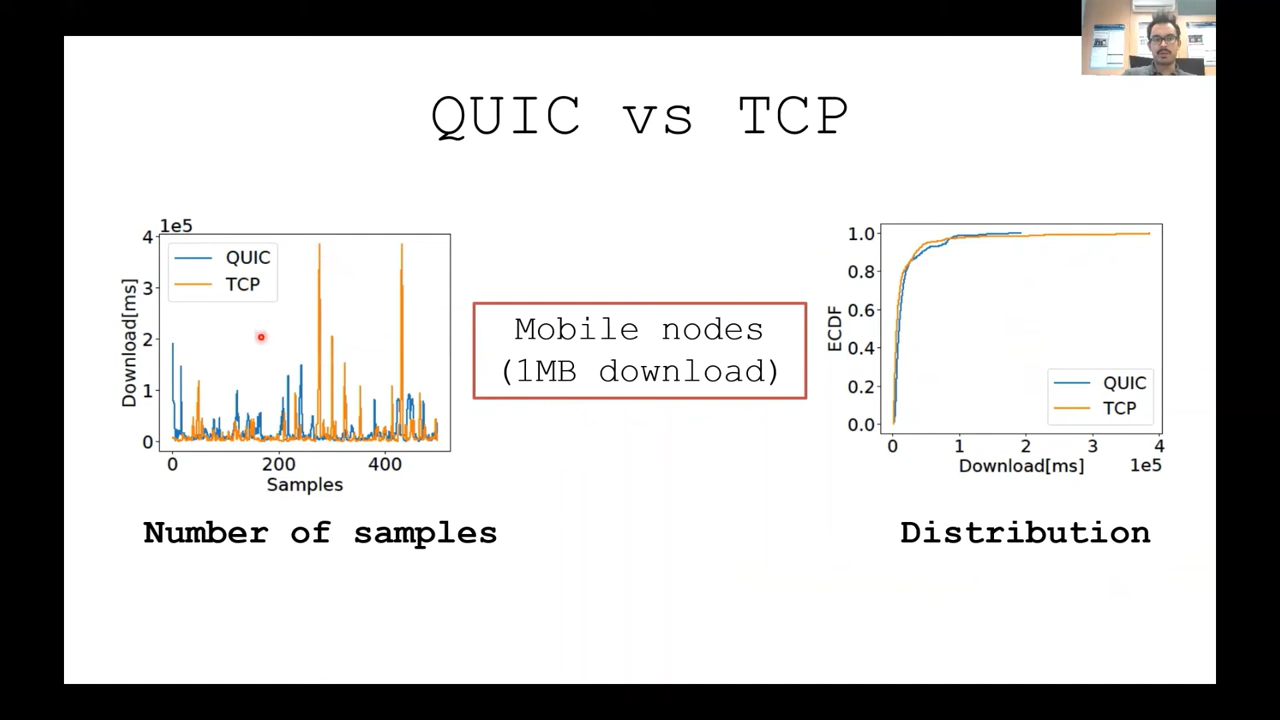 QUIC vs TCP
1e5
4
3
2
1
0
Download[ms]
QUIC
TCP
0
200
400
Samples
Number of samples
Mobile nodes
(1MB download)
1.0
0.8
0.6
0.4
0.2
0.0
ECDF
QUIC
TCP
0
1
2
3
4
Download[ms]
1e5
Distribution